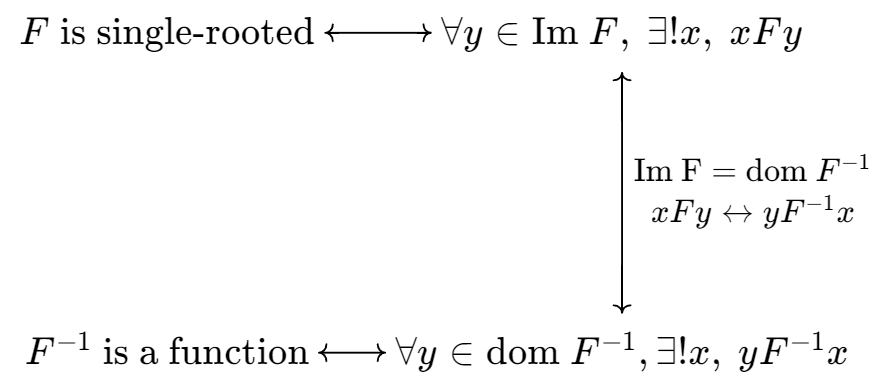 F is single-rooted ⟷ ∀y ∈ Im F, ∃!x, xFy
Im F = dom F⁻¹
xFy ↔ yF⁻¹x
F⁻¹ is a function ⟷ ∀y ∈ dom F⁻¹, ∃!x, yF⁻¹x